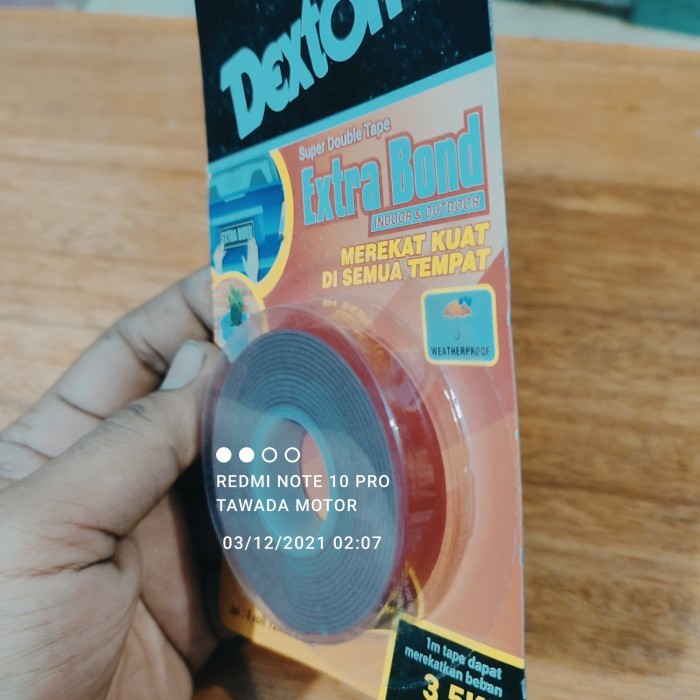 Dexton
Super Double Tape
Extra Bond
INDOOR & OUTDOOR
MEREKAT KUAT
DI SEMUA TEMPAT
EXTRA BOND
WEATHERPROOF
REDMI NOTE 10 PRO
TAWADA MOTOR
03/12/2021 02:07
1m tape dapat
merekatkan beban